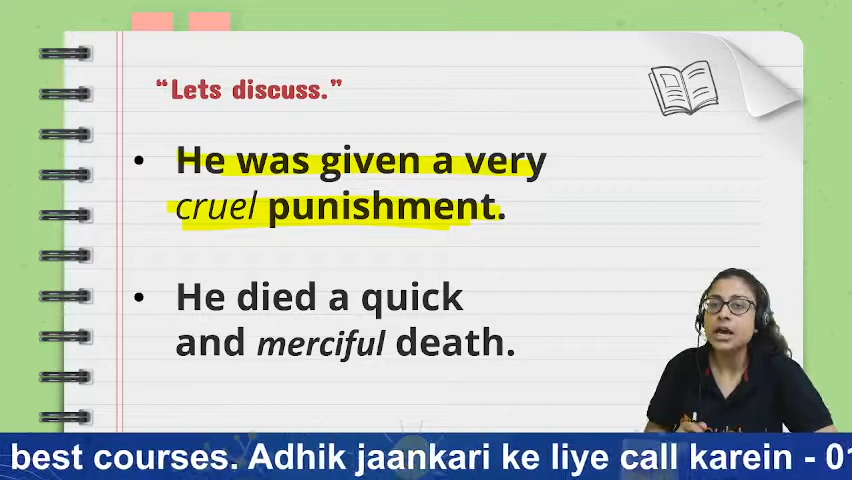 “Lets discuss.”
• He was given a very
cruel punishment.
• He died a quick
and merciful death.
best courses. Adhik jaankari ke liye call karein - 01